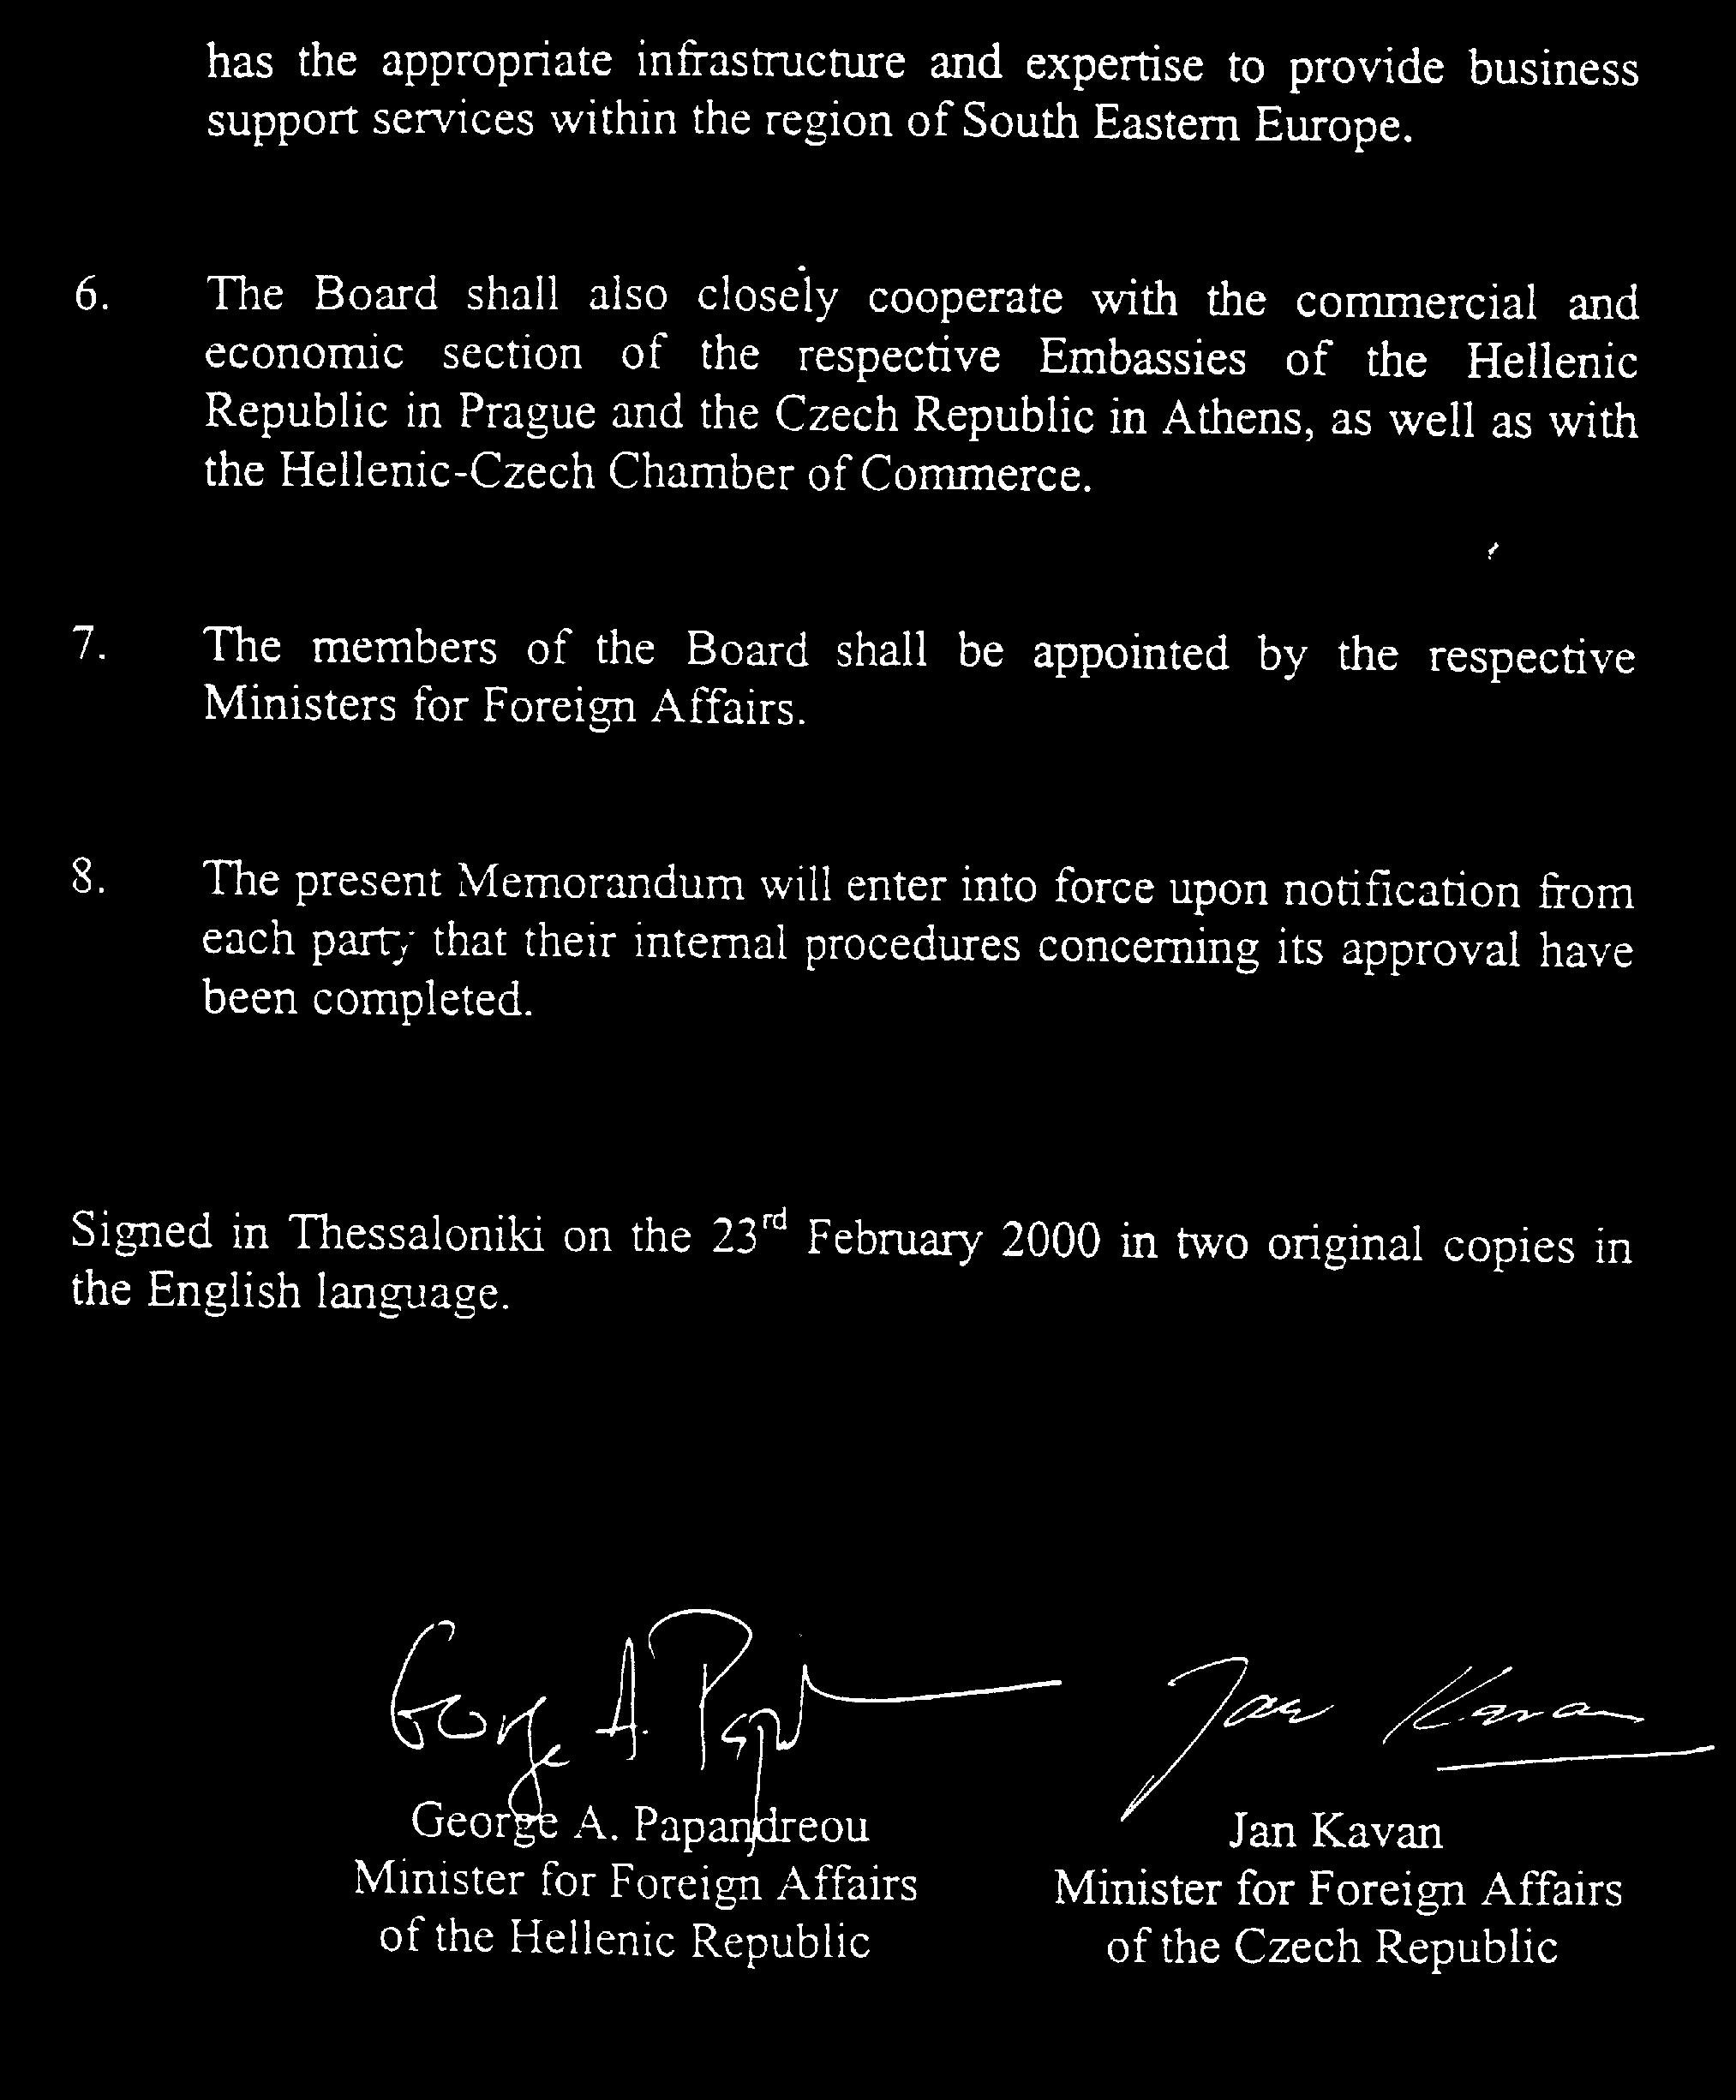 has the appropriate infrastructure and expertise to provide business
support services within the region of South Eastern Europe.
6. The Board shall also closely cooperate with the commercial and
economic section of the respective Embassies of the Hellenic
Republic in Prague and the Czech Republic in Athens, as well as with
the Hellenic-Czech Chamber of Commerce.
7. The members of the Board shall be appointed by the respective
Ministers for Foreign Affairs.
8. The present Memorandum will enter into force upon notification from
each party that their internal procedures concerning its approval have
been completed.
Signed in Thessaloniki on the 23rd February 2000 in two original copies in
the English language.
George A. Jan Kavan
George A. Papandreou
Minister for Foreign Affairs
of the Hellenic Republic
Jan Kavan
Minister for Foreign Affairs
of the Czech Republic